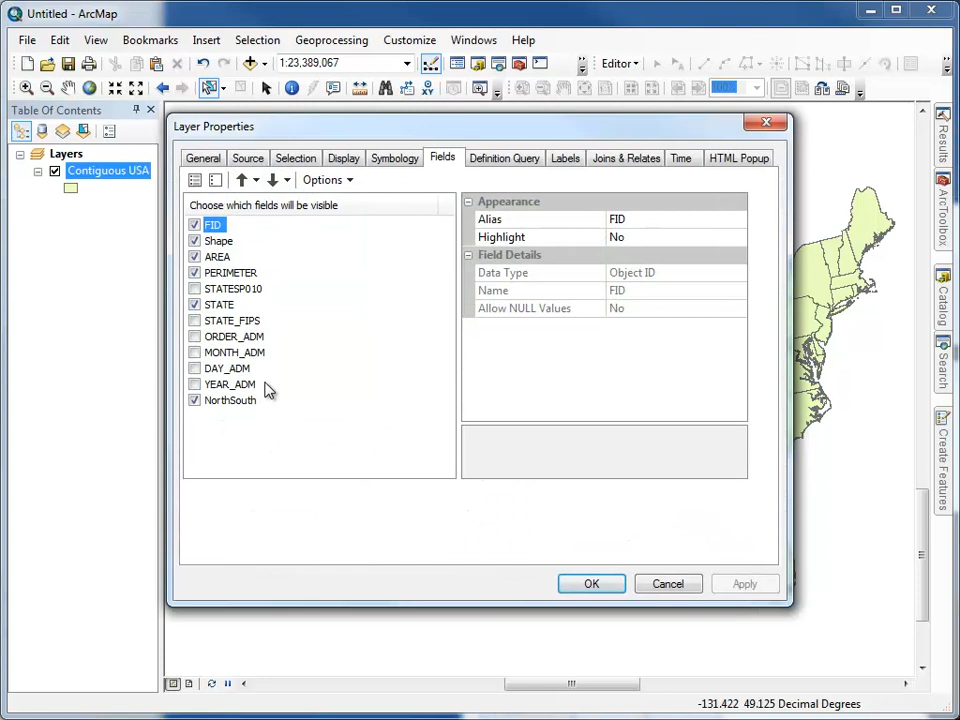 Untitled - ArcMap
File Edit View Bookmarks Insert Selection Geoprocessing Customize Windows Help
1:23,389,067 Editor
100%
Table Of Contents
Layers
Contiguous USA
Layer Properties
General Source Selection Display Symbology Fields Definition Query Labels Joins & Relates Time HTML Popup
Options
Choose which fields will be visible
FID
Shape
AREA
PERIMETER
STATESP010
STATE
STATE_FIPS
ORDER_ADM
MONTH_ADM
DAY_ADM
YEAR_ADM
NorthSouth
Appearance
Alias FID
Highlight No
Field Details
Data Type Object ID
Name FID
Allow NULL Values No
OK Cancel Apply
Results
ArcToolbox
Catalog
Search
Create Features
-131.422 49.125 Decimal Degrees